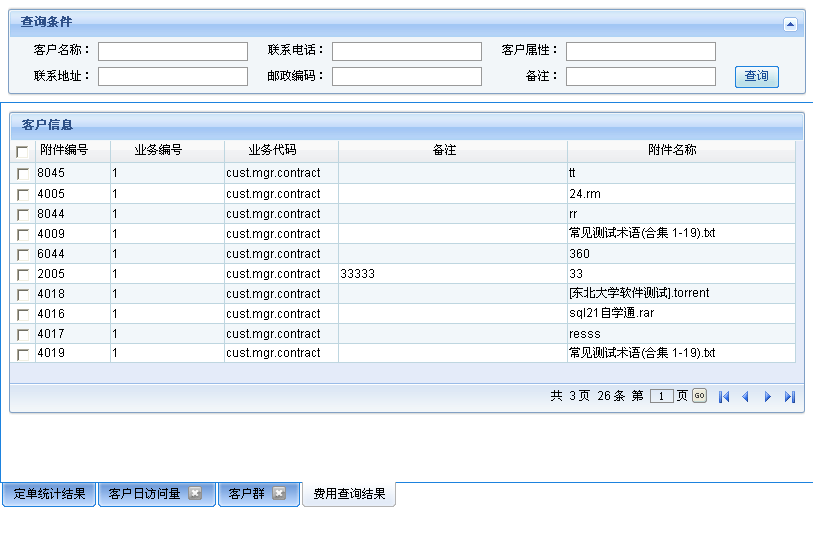 查询条件
客户名称： 联系电话： 客户属性：
联系地址： 邮政编码： 备注： 查询
客户信息
附件编号 业务编号 业务代码 备注 附件名称
8045 1 cust.mgr.contract tt
4005 1 cust.mgr.contract 24.rm
8044 1 cust.mgr.contract rr
4009 1 cust.mgr.contract 常见测试术语(合集 1-19).txt
6044 1 cust.mgr.contract 360
2005 1 cust.mgr.contract 33333 33
4018 1 cust.mgr.contract [东北大学软件测试].torrent
4016 1 cust.mgr.contract sql21自学通.rar
4017 1 cust.mgr.contract resss
4019 1 cust.mgr.contract 常见测试术语(合集 1-19).txt
共 3页 26条 第 1 页 GO
定单统计结果 客户日访问量 客户群 费用查询结果